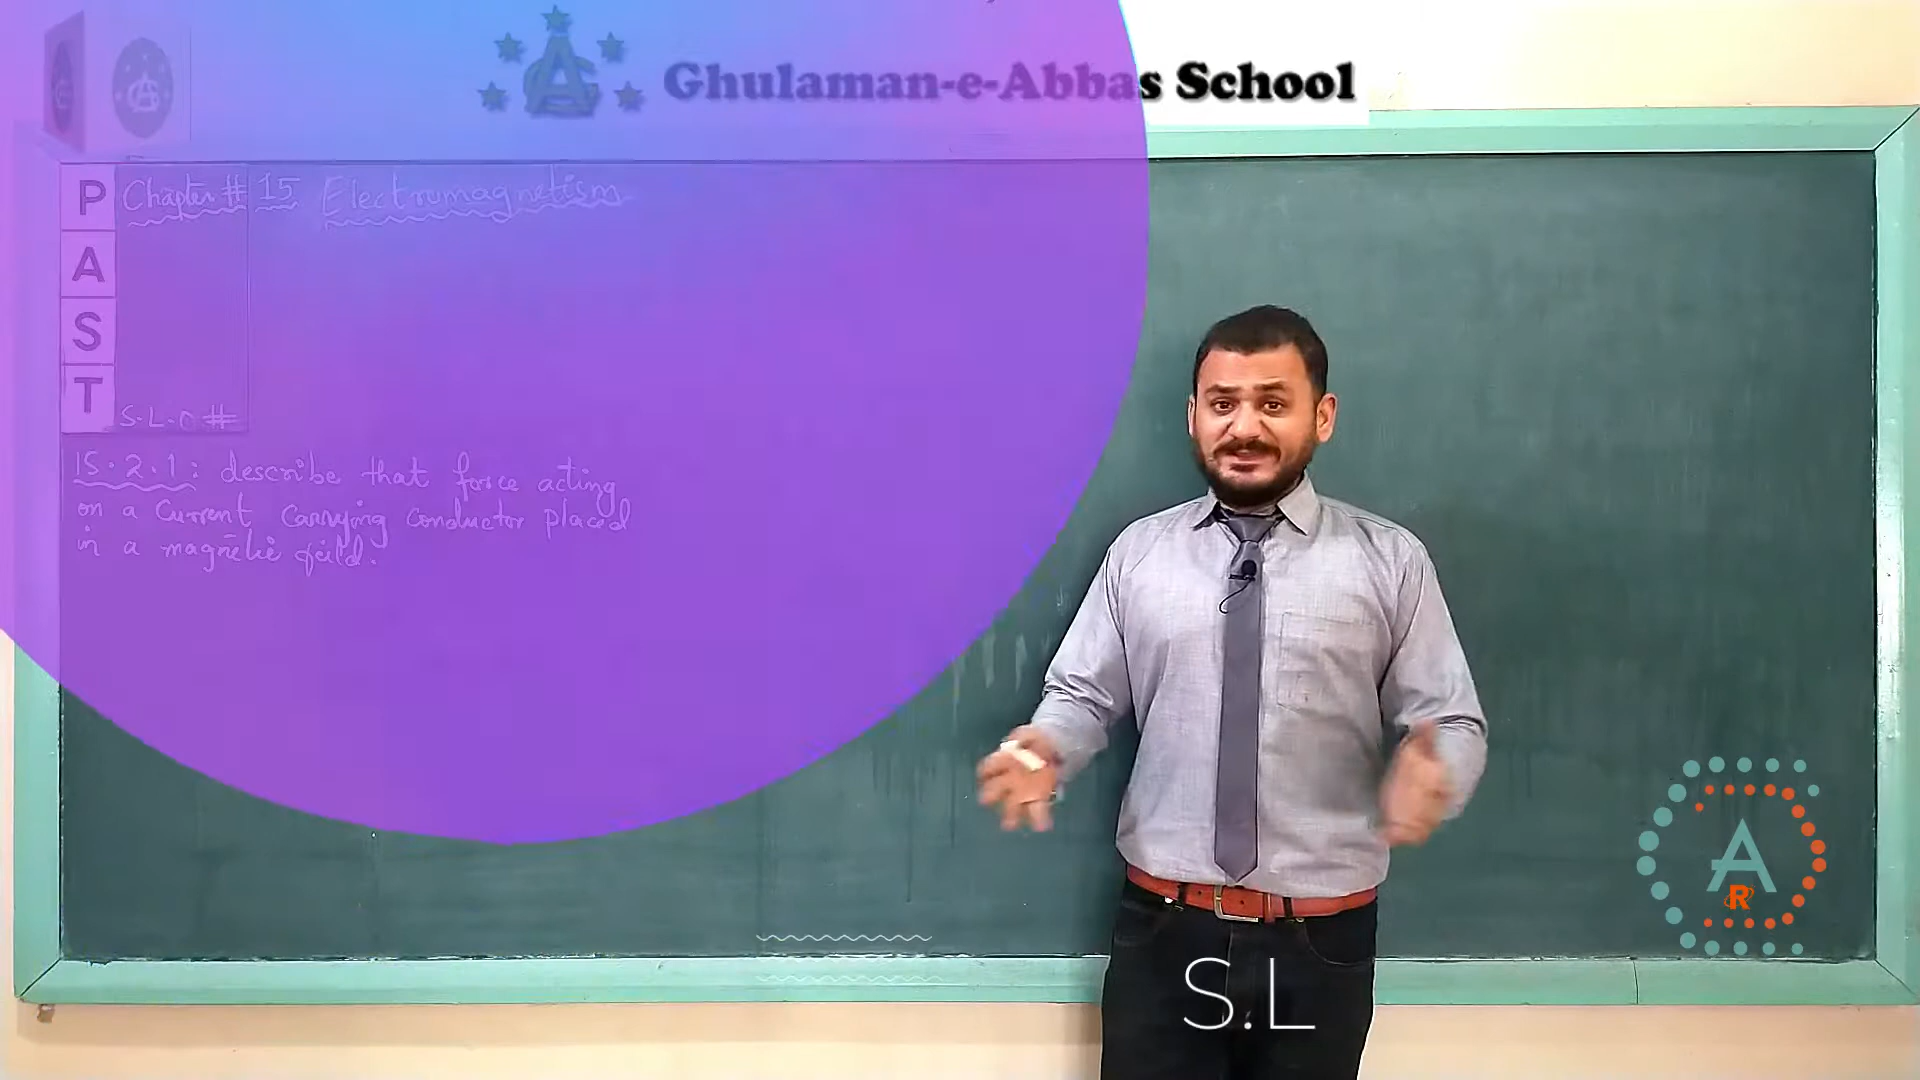 Ghulaman-e-Abbas School
P
A
S
T
Chapter # 15 Electromagnetism
S.L.O #
15.2.1: describe that force acting
on a current carrying conductor placed
in a magnetic field.
A
R
S.L